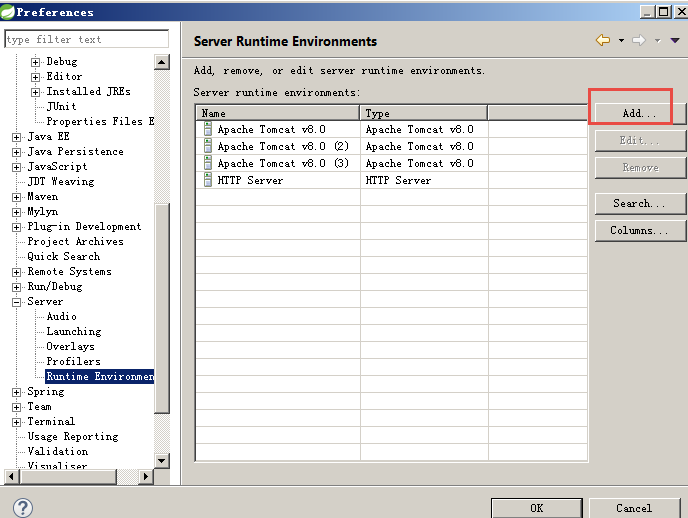 Preferences
type filter text
Debug
Editor
Installed JREs
JUnit
Properties Files E
Java EE
Java Persistence
JavaScript
JDT Weaving
Maven
Mylyn
Plug-in Development
Project Archives
Quick Search
Remote Systems
Run/Debug
Server
Audio
Launching
Overlays
Profilers
Runtime Environmen
Spring
Team
Terminal
Usage Reporting
Validation
Visualiser
Server Runtime Environments
Add, remove, or edit server runtime environments.
Server runtime environments:
Name Type
Apache Tomcat v8.0 Apache Tomcat v8.0
Apache Tomcat v8.0 (2) Apache Tomcat v8.0
Apache Tomcat v8.0 (3) Apache Tomcat v8.0
HTTP Server HTTP Server
Add...
Edit...
Remove
Search...
Columns...
?
OK Cancel